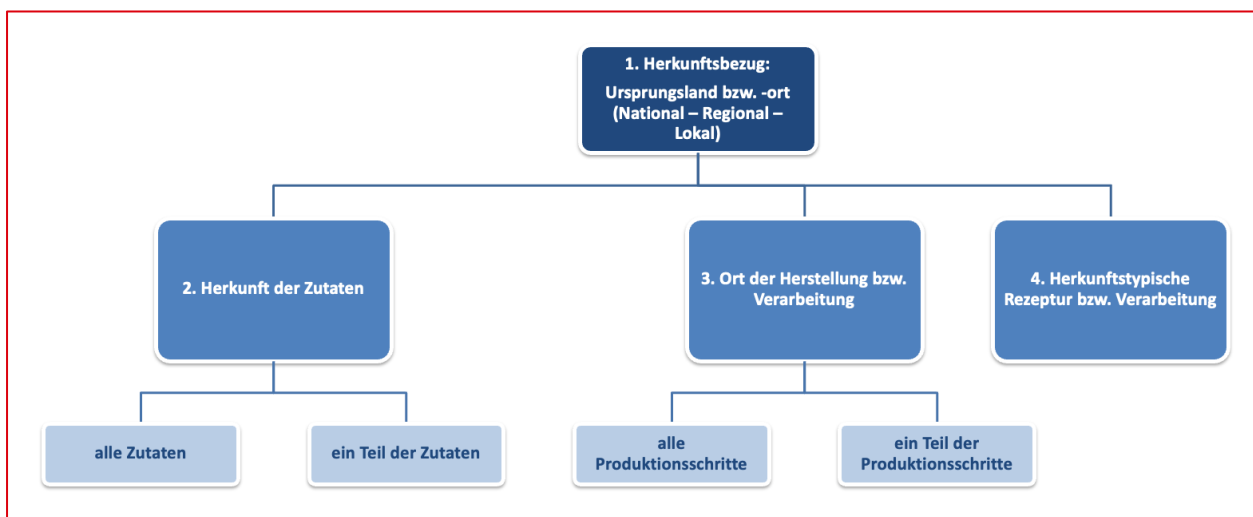 1. Herkunftsbezug:
Ursprungsland bzw. -ort
(National – Regional –
Lokal)
2. Herkunft der Zutaten
3. Ort der Herstellung bzw.
Verarbeitung
4. Herkunftstypische
Rezeptur bzw. Verarbeitung
alle Zutaten
ein Teil der Zutaten
alle
Produktionsschritte
ein Teil der
Produktionsschritte